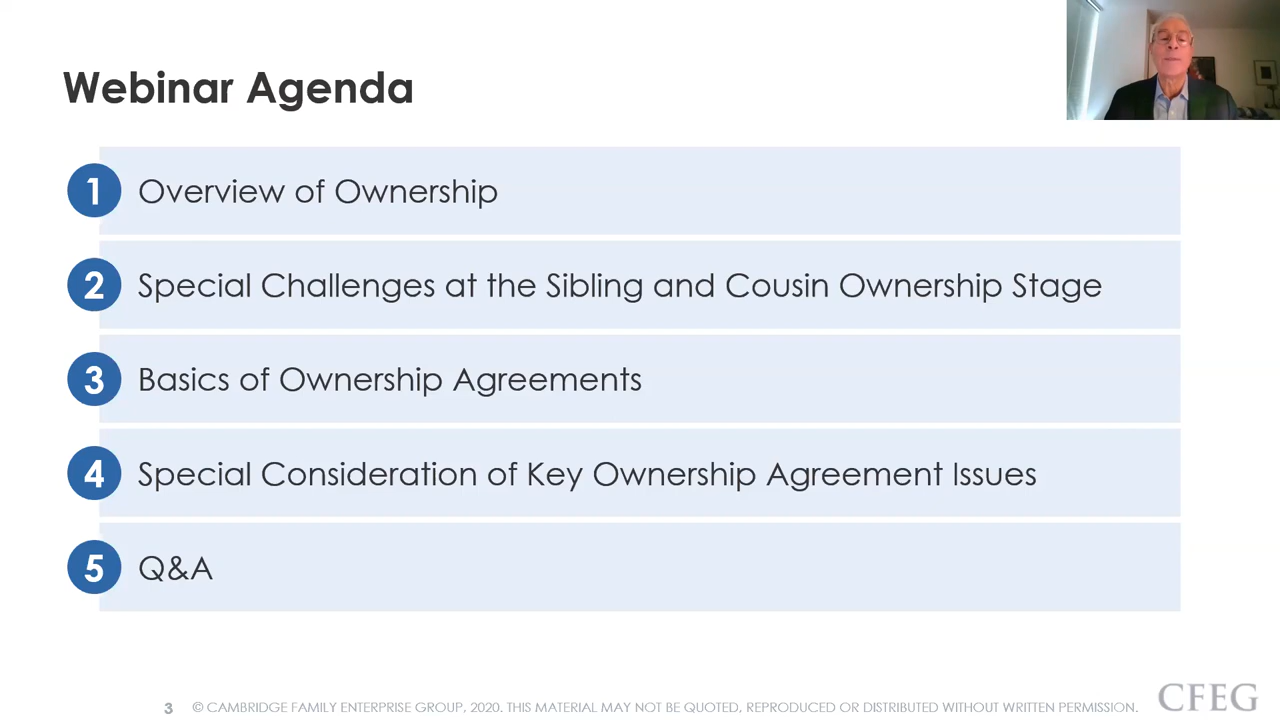 Webinar Agenda
1 Overview of Ownership
2 Special Challenges at the Sibling and Cousin Ownership Stage
3 Basics of Ownership Agreements
4 Special Consideration of Key Ownership Agreement Issues
5 Q&A
3 © CAMBRIDGE FAMILY ENTERPRISE GROUP, 2020. THIS MATERIAL MAY NOT BE QUOTED, REPRODUCED OR DISTRIBUTED WITHOUT WRITTEN PERMISSION.
CFEG